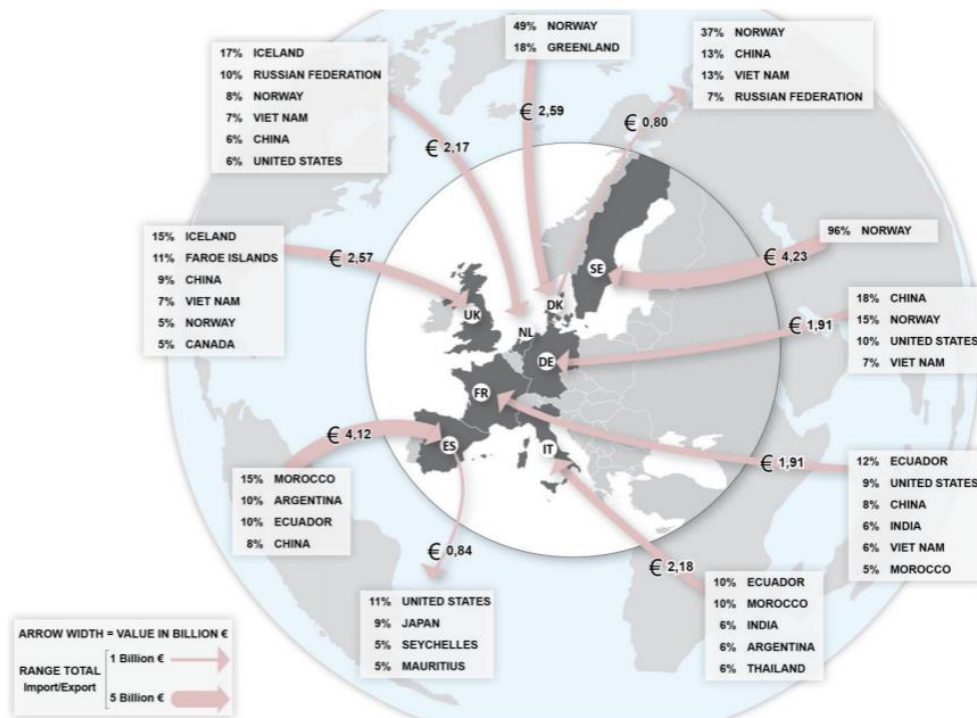 17% ICELAND
10% RUSSIAN FEDERATION
8% NORWAY
7% VIET NAM
6% CHINA
6% UNITED STATES
49% NORWAY
18% GREENLAND
37% NORWAY
13% CHINA
13% VIET NAM
7% RUSSIAN FEDERATION
€ 2,17
€ 2,59
€ 0,80
15% ICELAND
11% FAROE ISLANDS
9% CHINA
7% VIET NAM
5% NORWAY
5% CANADA
€ 2,57
96% NORWAY
€ 4,23
SE
UK
DK
NL
DE
FR
ES
IT
€ 1,91
18% CHINA
15% NORWAY
10% UNITED STATES
7% VIET NAM
€ 4,12
15% MOROCCO
10% ARGENTINA
10% ECUADOR
8% CHINA
€ 1,91
12% ECUADOR
9% UNITED STATES
8% CHINA
6% INDIA
6% VIET NAM
5% MOROCCO
€ 0,84
11% UNITED STATES
9% JAPAN
5% SEYCHELLES
5% MAURITIUS
€ 2,18
10% ECUADOR
10% MOROCCO
6% INDIA
6% ARGENTINA
6% THAILAND
ARROW WIDTH = VALUE IN BILLION €
RANGE TOTAL
Import/Export
1 Billion €
5 Billion €